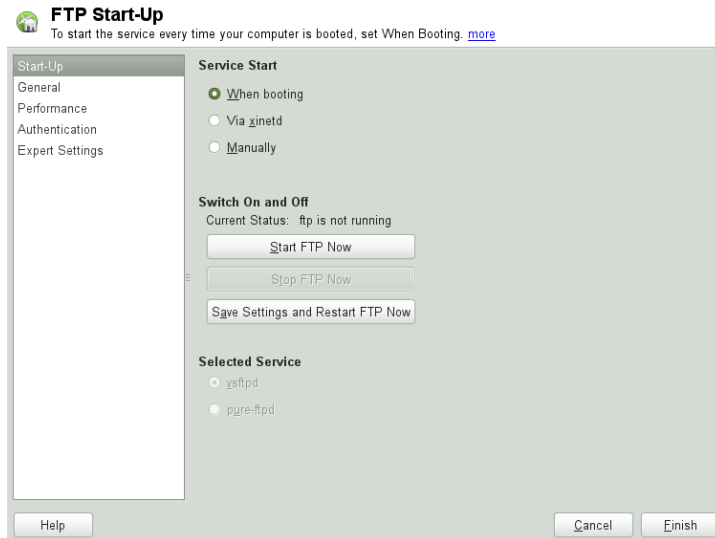 FTP Start-Up
To start the service every time your computer is booted, set When Booting. more
Start-Up
General
Performance
Authentication
Expert Settings
Service Start
When booting
Via xinetd
Manually
Switch On and Off
Current Status: ftp is not running
Start FTP Now
Stop FTP Now
Save Settings and Restart FTP Now
Selected Service
vsftpd
pure-ftpd
Help
Cancel
Finish